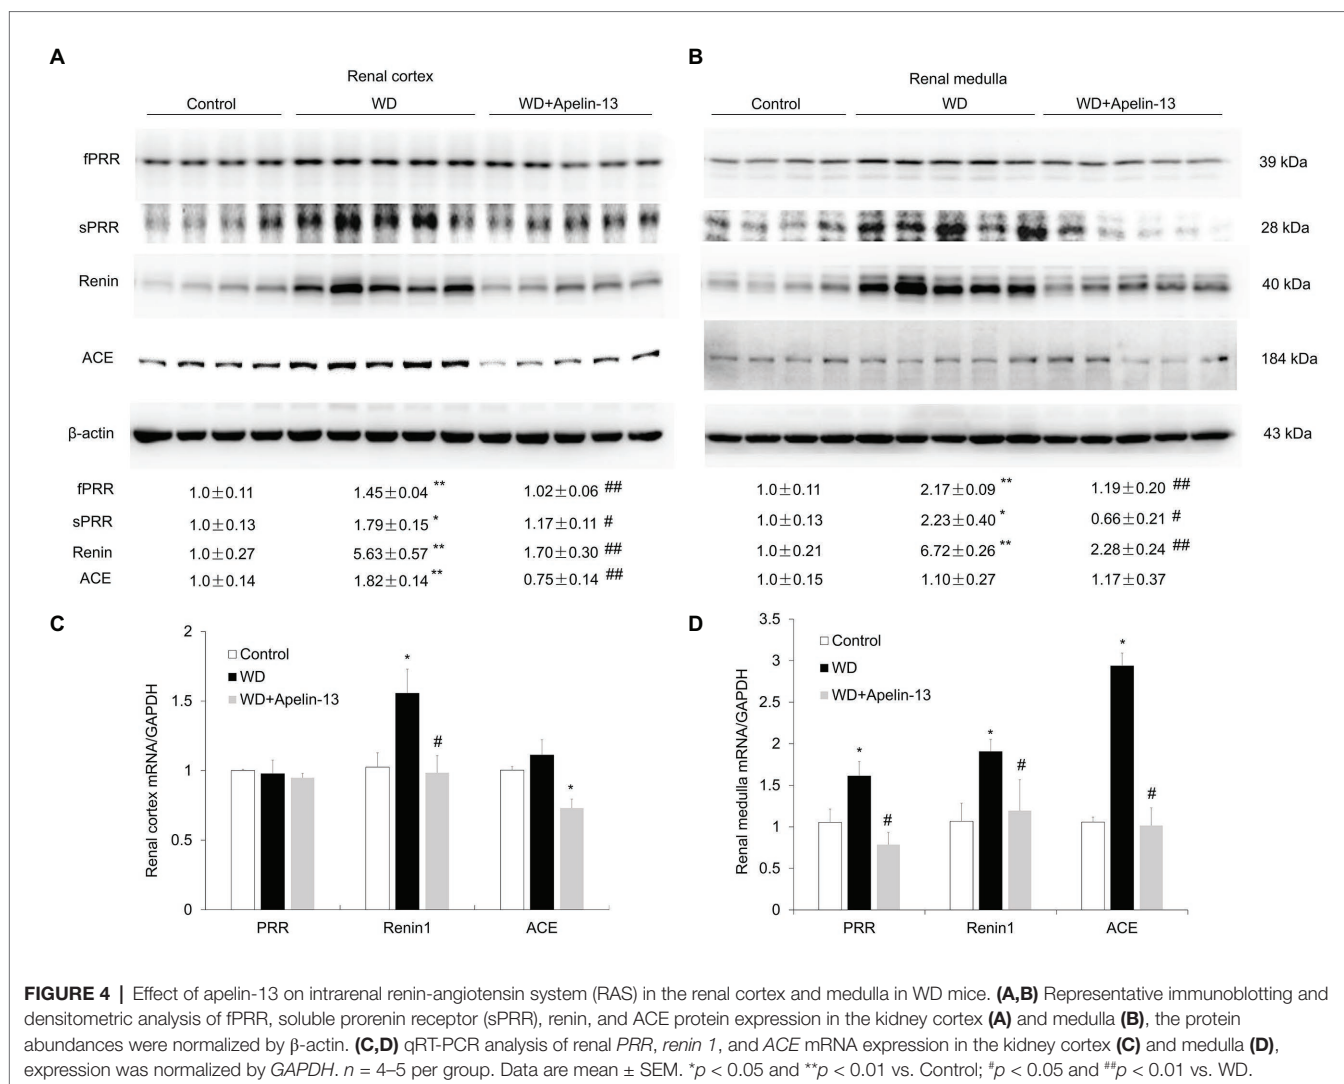 A
Renal cortex
Control WD WD+Apelin-13
fPRR
sPRR
Renin
ACE
β-actin
fPRR 1.0±0.11 1.45±0.04 ** 1.02±0.06 ##
sPRR 1.0±0.13 1.79±0.15 * 1.17±0.11 #
Renin 1.0±0.27 5.63±0.57 ** 1.70±0.30 ##
ACE 1.0±0.14 1.82±0.14 ** 0.75±0.14 ##
B
Renal medulla
Control WD WD+Apelin-13
39 kDa
28 kDa
40 kDa
184 kDa
43 kDa
1.0±0.11 2.17±0.09 ** 1.19±0.20 ##
1.0±0.13 2.23±0.40 * 0.66±0.21 #
1.0±0.21 6.72±0.26 ** 2.28±0.24 ##
1.0±0.15 1.10±0.27 1.17±0.37
C
Renal cortex mRNA/GAPDH
2
1.5
1
0.5
0
Control
WD
WD+Apelin-13
* # *
PRR Renin1 ACE
D
Renal medulla mRNA/GAPDH
3.5
3
2.5
2
1.5
1
0.5
0
Control
WD
WD+Apelin-13
* # * # * #
PRR Renin1 ACE
FIGURE 4 | Effect of apelin-13 on intrarenal renin-angiotensin system (RAS) in the renal cortex and medulla in WD mice. (A,B) Representative immunoblotting and
densitometric analysis of fPRR, soluble prorenin receptor (sPRR), renin, and ACE protein expression in the kidney cortex (A) and medulla (B), the protein
abundances were normalized by β-actin. (C,D) qRT-PCR analysis of renal PRR, renin 1, and ACE mRNA expression in the kidney cortex (C) and medulla (D),
expression was normalized by GAPDH. n = 4–5 per group. Data are mean ± SEM. *p < 0.05 and **p < 0.01 vs. Control; #p < 0.05 and ##p < 0.01 vs. WD.